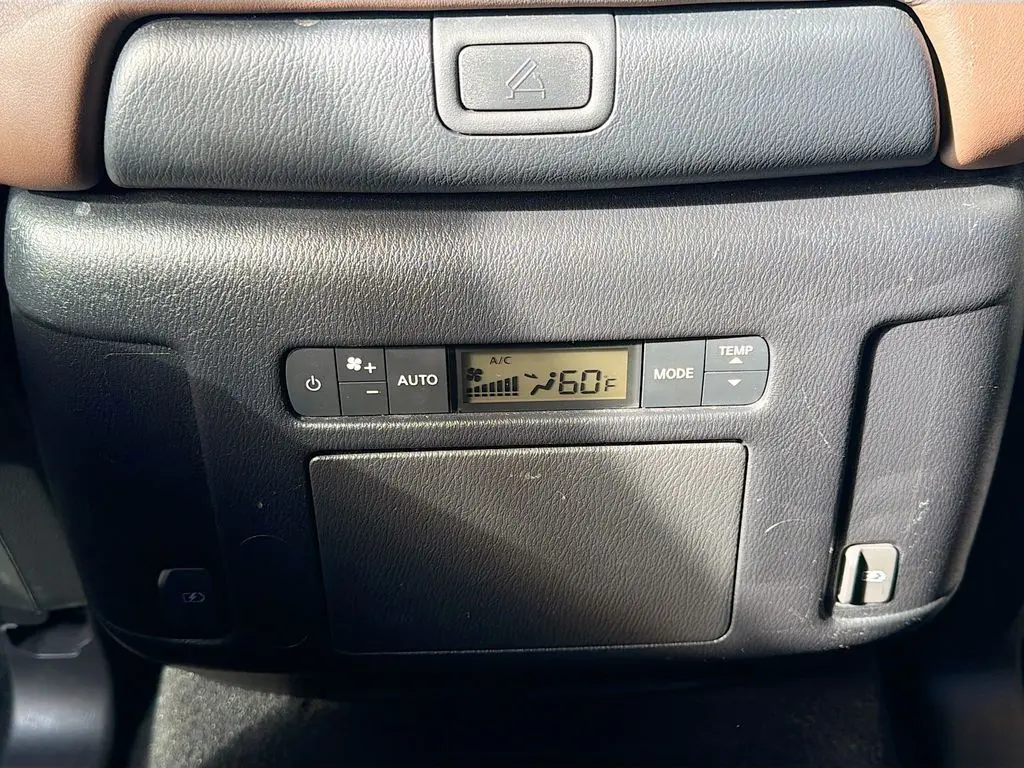 TEMP
+
A/C
AUTO
MODE
60°F
−